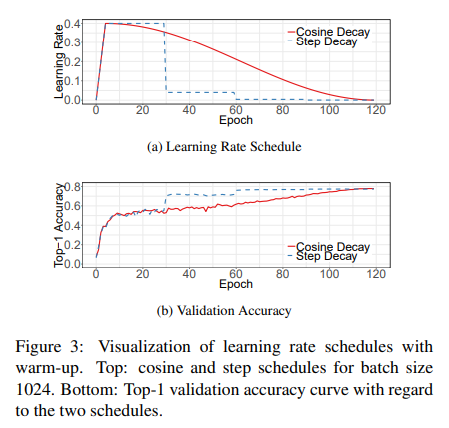 Learning Rate
0.4
0.3
0.2
0.1
0.0
Cosine Decay
Step Decay
0 20 40 60 80 100 120
Epoch
(a) Learning Rate Schedule
Top-1 Accuracy
0.8
0.6
0.4
0.2
0.0
Cosine Decay
Step Decay
0 20 40 60 80 100 120
Epoch
(b) Validation Accuracy
Figure 3: Visualization of learning rate schedules with
warm-up. Top: cosine and step schedules for batch size
1024. Bottom: Top-1 validation accuracy curve with regard
to the two schedules.